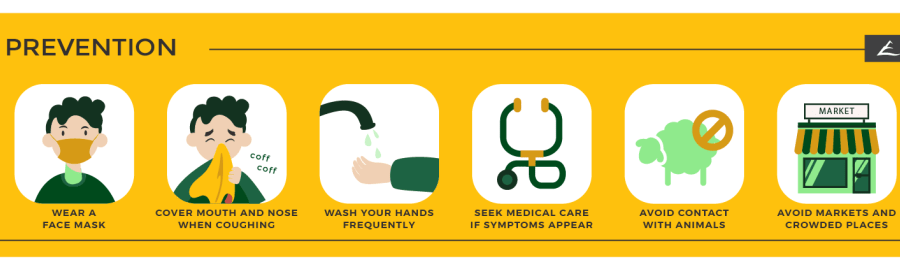 PREVENTION
coff
coff
MARKET
WEAR A
FACE MASK
COVER MOUTH AND NOSE
WHEN COUGHING
WASH YOUR HANDS
FREQUENTLY
SEEK MEDICAL CARE
IF SYMPTOMS APPEAR
AVOID CONTACT
WITH ANIMALS
AVOID MARKETS AND
CROWDED PLACES